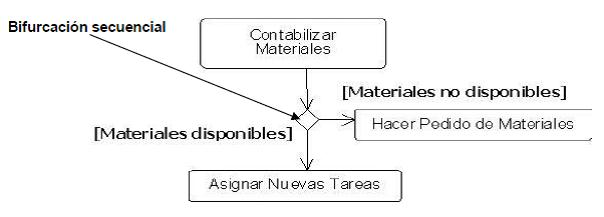 Bifurcación secuencial
Contabilizar
Materiales
[Materiales no disponibles]
Hacer Pedido de Materiales
[Materiales disponibles]
Asignar Nuevas Tareas